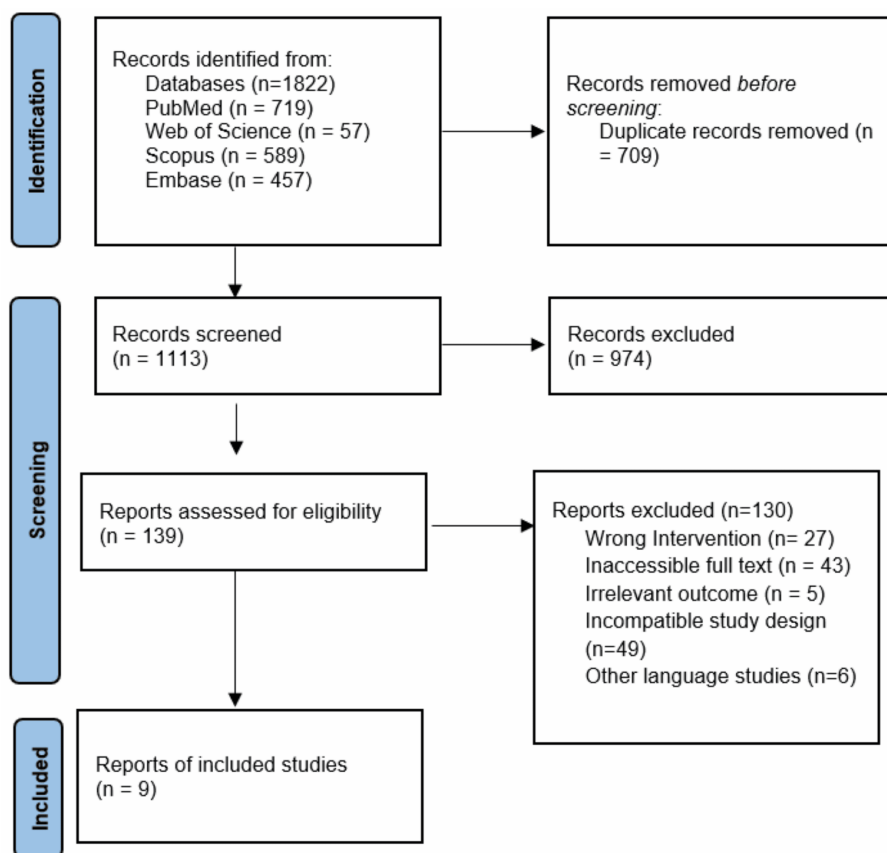 Identification
Records identified from:
Databases (n=1822)
PubMed (n = 719)
Web of Science (n = 57)
Scopus (n = 589)
Embase (n = 457)
Records removed before
screening:
Duplicate records removed (n
= 709)
Screening
Records screened
(n = 1113)
Records excluded
(n = 974)
Reports assessed for eligibility
(n = 139)
Reports excluded (n=130)
Wrong Intervention (n= 27)
Inaccessible full text (n = 43)
Irrelevant outcome (n = 5)
Incompatible study design
(n=49)
Other language studies (n=6)
Included
Reports of included studies
(n = 9)